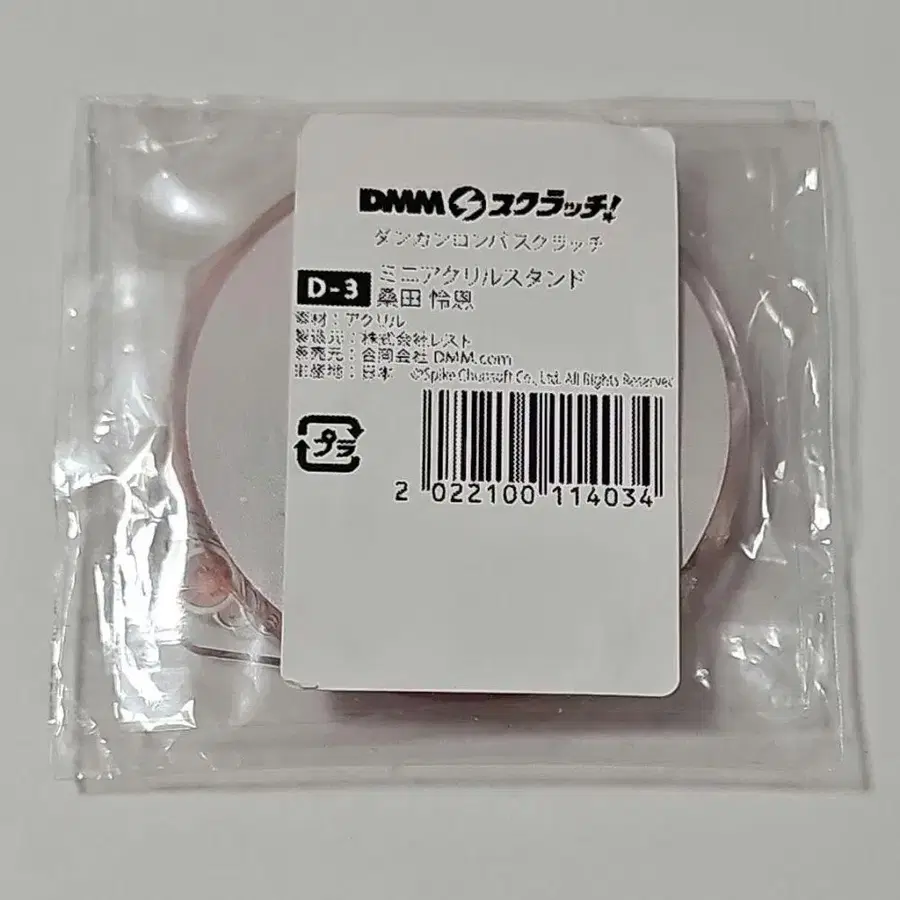 DMM スクラッチ!
ダンガンロンパスクラッチ
ミニアクリルスタンド
D-3 桑田 怜恩
素材：アクリル
製造元：株式会社レスト
発売元：合同会社DMM.com
生産地：日本 ©Spike Chunsoft Co., Ltd. All Rights Reserved
プラ
2 022100 114034